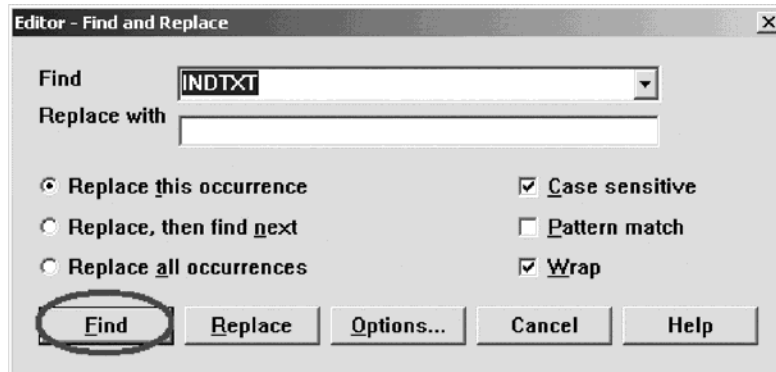 Editor - Find and Replace
Find INDTXT
Replace with
Replace this occurrence Case sensitive
Replace, then find next Pattern match
Replace all occurrences Wrap
Find Replace Options... Cancel Help